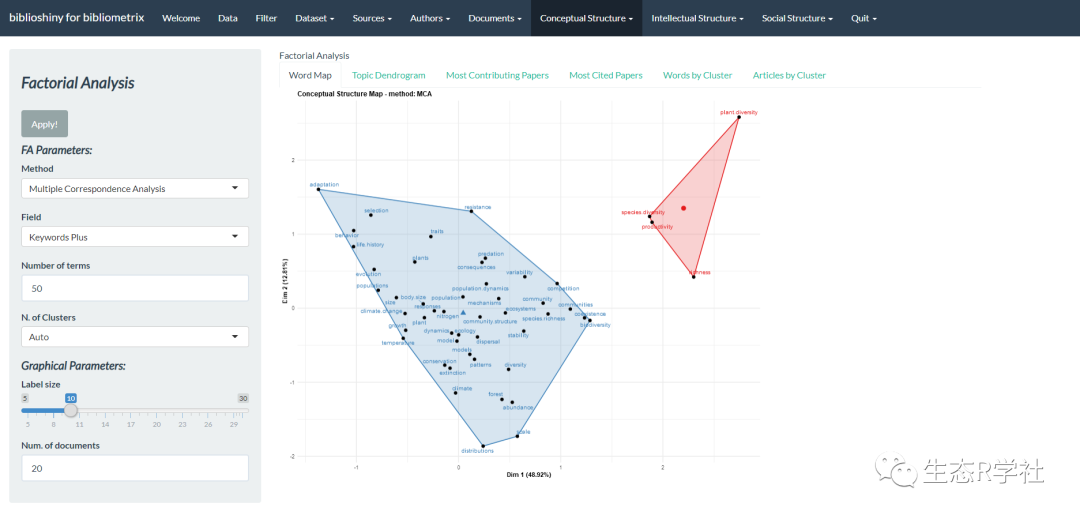 biblioshiny for bibliometrix Welcome Data Filter Dataset Sources Authors Documents Conceptual Structure Intellectual Structure Social Structure Quit
Factorial Analysis
Apply!
FA Parameters:
Method
Multiple Correspondence Analysis
Field
Keywords Plus
Number of terms
50
N. of Clusters
Auto
Graphical Parameters:
Label size
5 10 30
5 8 11 14 17 20 23 26 29
Num. of documents
20
Factorial Analysis
Word Map Topic Dendrogram Most Contributing Papers Most Cited Papers Words by Cluster Articles by Cluster
Conceptual Structure Map - method: MCA
plant.diversity
adaptation
resistance
selection
species.diversity
productivity
behavior
traits
life.history
predation
plants
consequences
evolution
variability
richness
populations
population.dynamics
competition
body.size
population
size
mechanisms
community
communities
responses
climate.change
nitrogen
ecosystems
coexistence
community.structure
species.richness
biodiversity
growth
plant
dynamics
ecology
stability
temperature
model
dispersal
models
conservation
patterns
diversity
extinction
climate
forest
abundance
scale
distributions
2
1
0
-1
-2
-1 0 1 2
Dim 2 (12.81%)
Dim 1 (48.92%)
生态R学社